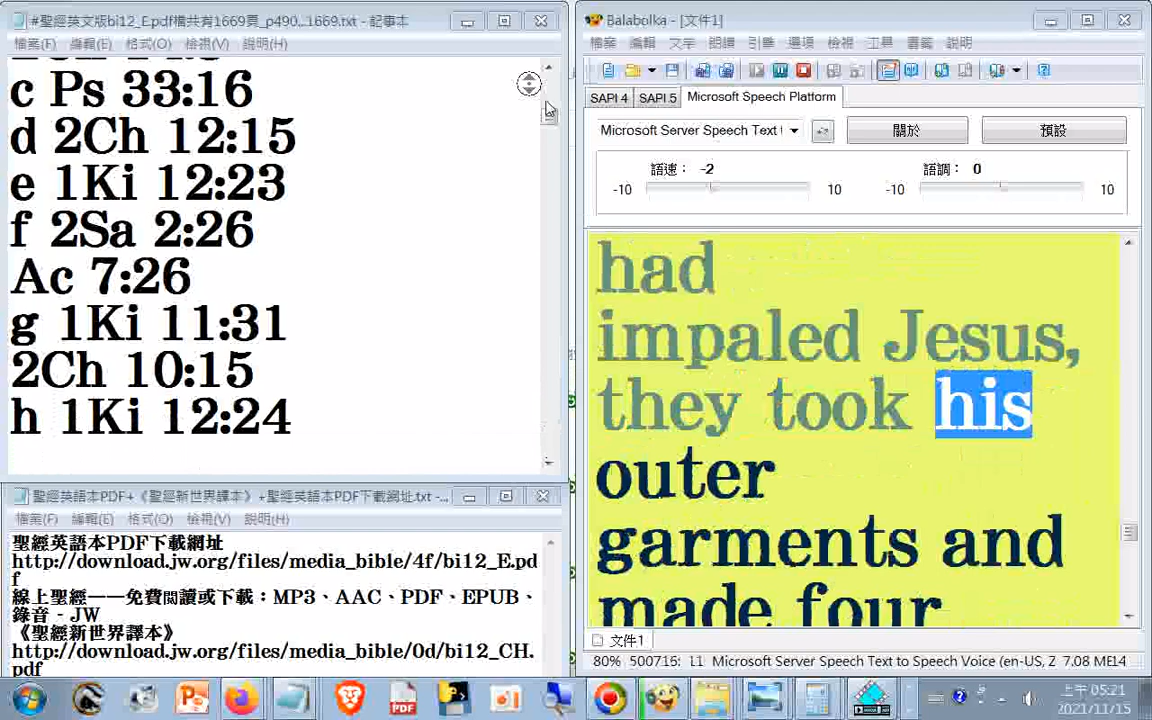 #聖經英文版bi12_E.pdf檔共有1669頁_p490,..1669.txt - 記事本
檔案(F) 編輯(E) 格式(O) 檢視(V) 說明(H)
c Ps 33:16
d 2Ch 12:15
e 1Ki 12:23
f 2Sa 2:26
Ac 7:26
g 1Ki 11:31
2Ch 10:15
h 1Ki 12:24
聖經英語本PDF+《聖經新世界譯本》+聖經英語本PDF下載網址.txt -...
檔案(F) 編輯(E) 格式(O) 檢視(V) 說明(H)
聖經英語本PDF下載網址
http://download.jw.org/files/media_bible/4f/bi12_E.pd
f
線上聖經——免費閱讀或下載：MP3、AAC、PDF、EPUB、
錄音 - JW
《聖經新世界譯本》
http://download.jw.org/files/media_bible/0d/bi12_CH.
pdf
Balabolka - [文件1]
檔案 編輯 文字 朗讀 引擎 選項 檢視 工具 書籤 說明
SAPI 4 SAPI 5 Microsoft Speech Platform
Microsoft Server Speech Text 關於 預設
語速： -2 語調： 0
-10 10 -10 10
had
impaled Jesus,
they took his
outer
garments and
made four
文件1
80% 500715: 11 Microsoft Server Speech Text to Speech Voice (en-US, Z 7.08 ME14
上午 05:21
2021/11/15